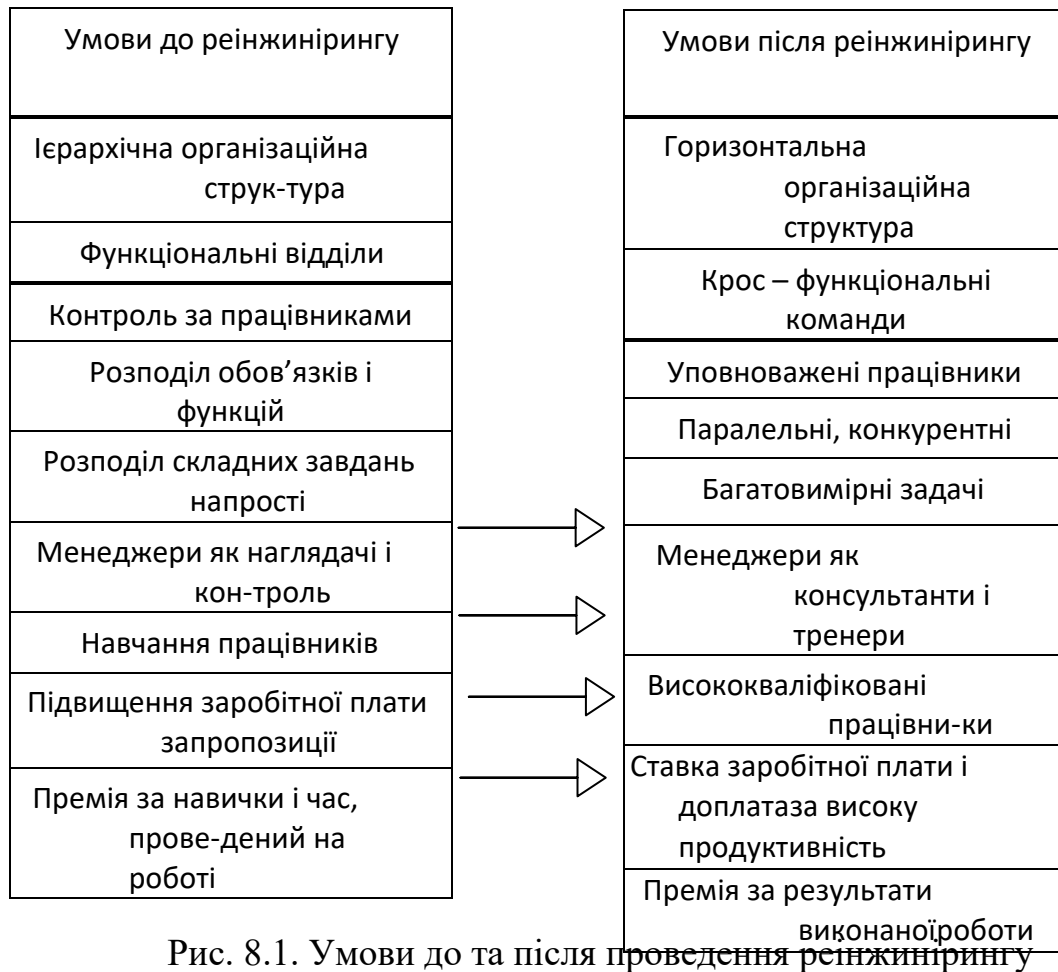 Умови до реінжинірингу
Ієрархічна організаційна
струк-тура
Функціональні відділи
Контроль за працівниками
Розподіл обов’язків і
функцій
Розподіл складних завдань
напрості
Менеджери як наглядачі і
кон-троль
Навчання працівників
Підвищення заробітної плати
запропозиції
Премія за навички і час,
прове-дений на
роботі
Умови після реінжинірингу
Горизонтальна
організаційна
структура
Крос – функціональні
команди
Уповноважені працівники
Паралельні, конкурентні
Багатовимірні задачі
Менеджери як
консультанти і
тренери
Висококваліфіковані
працівни-ки
Ставка заробітної плати і
доплатаза високу
продуктивність
Премія за результати
виконаноїроботи
Рис. 8.1. Умови до та після проведення реінжинірингу